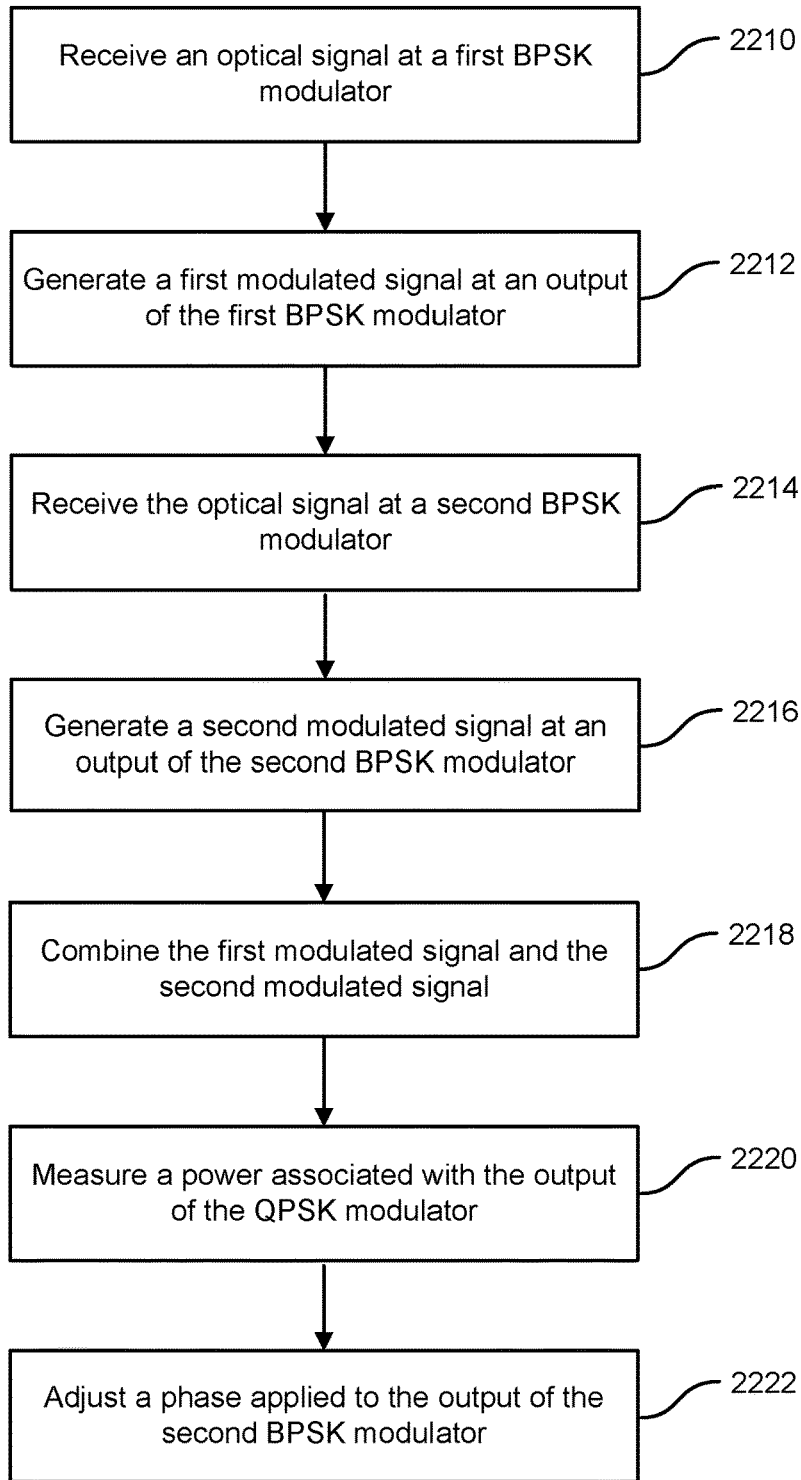 Receive an optical signal at a first BPSK
modulator
2210
Generate a first modulated signal at an output
of the first BPSK modulator
2212
Receive the optical signal at a second BPSK
modulator
2214
Generate a second modulated signal at an
output of the second BPSK modulator
2216
Combine the first modulated signal and the
second modulated signal
2218
Measure a power associated with the output
of the QPSK modulator
2220
Adjust a phase applied to the output of the
second BPSK modulator
2222